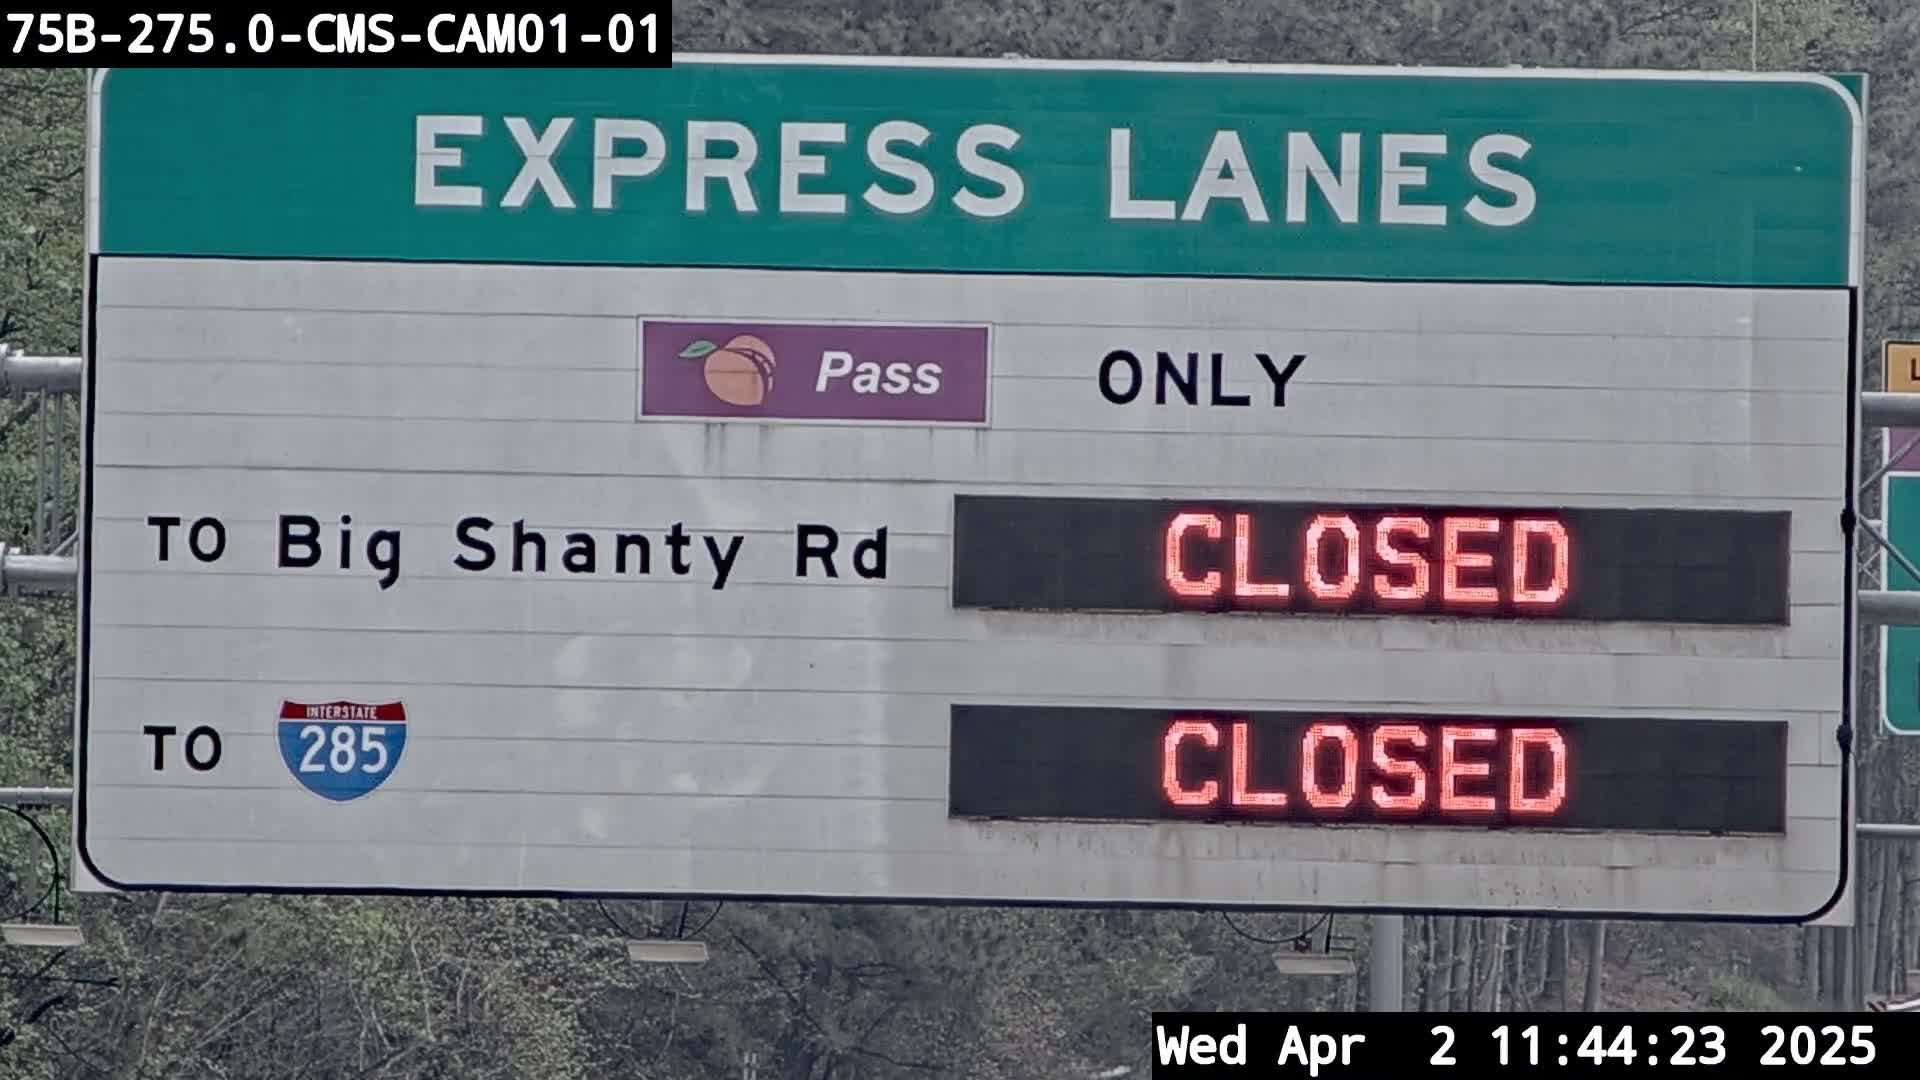 75B-275.0-CMS-CAM01-01
EXPRESS LANES
Pass ONLY
TO Big Shanty Rd CLOSED
TO INTERSTATE 285 CLOSED
Wed Apr 2 11:44:23 2025